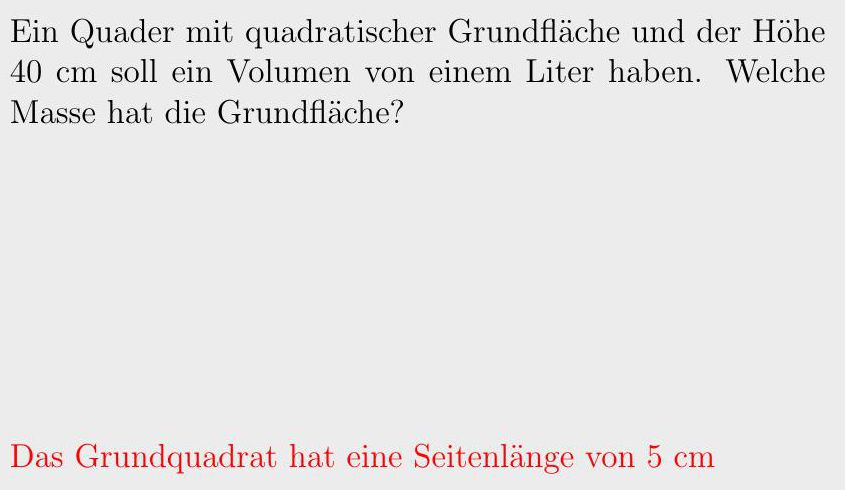 Ein Quader mit quadratischer Grundfläche und der Höhe
40 cm soll ein Volumen von einem Liter haben. Welche
Masse hat die Grundfläche?
Das Grundquadrat hat eine Seitenlänge von 5 cm